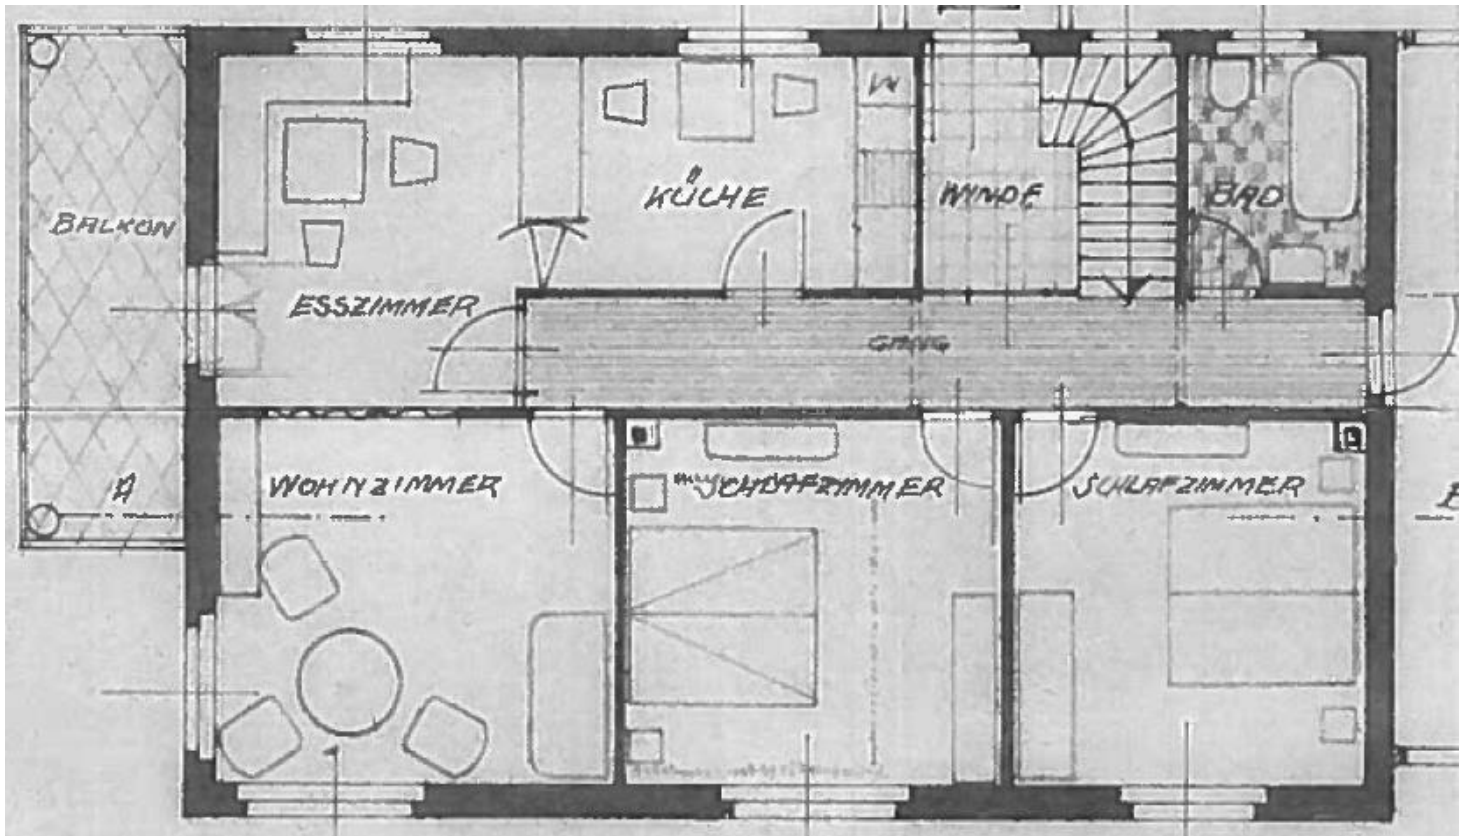 W
KÜCHE
WINDE
BAD
BALKON
ESSZIMMER
GANG
WOHNZIMMER
SCHLAFZIMMER
SCHLAFZIMMER
A
B